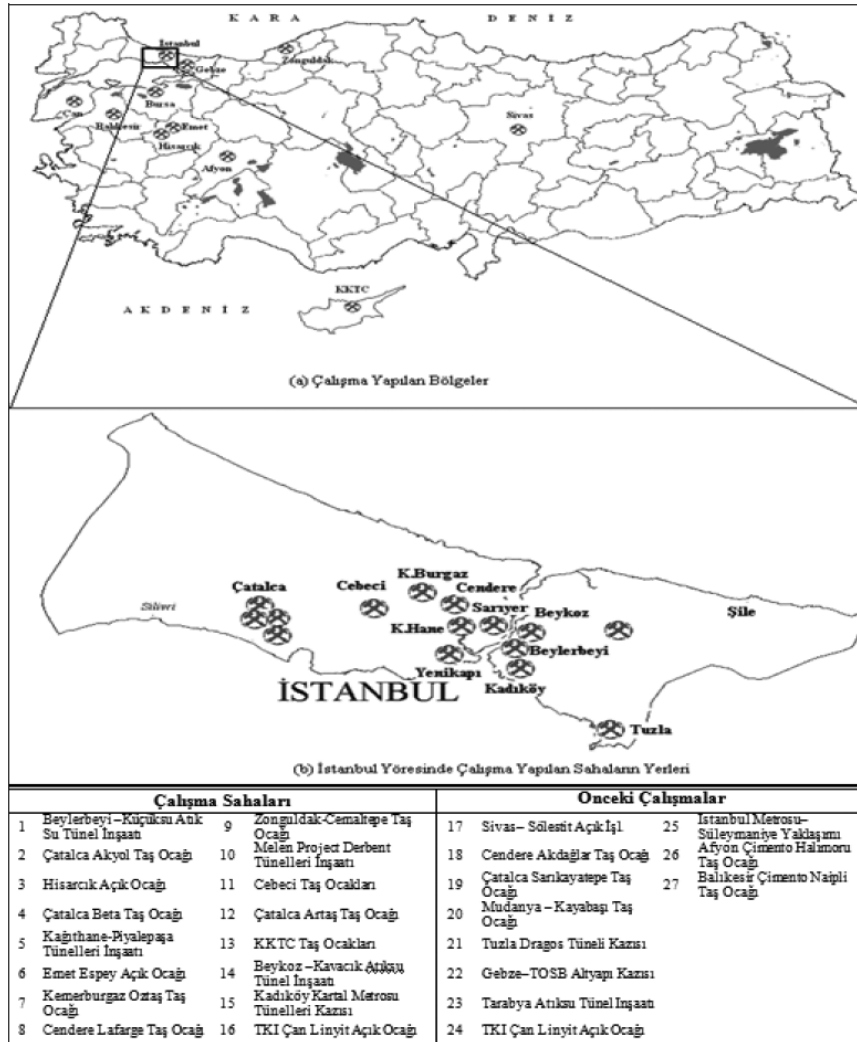 K A R A D E N İ Z
İstanbul
Gebze
Zonguldak
Bursa
Çan
Balıkesir
Emet
Hisarcık
Afyon
Sivas
KKTC
A K D E N İ Z
(a) Çalışma Yapılan Bölgeler
K.Burgaz
Çatalca
Cebeci
Cendere
Silivri
Sarıyer
Beykoz
Şile
K.Hane
Beylerbeyi
Yenikapı
İSTANBUL
Kadıköy
Tuzla
(b) İstanbul Yöresinde Çalışma Yapılan Sahaların Yerleri
Çalışma Sahaları
Onceki Çalışmalar
1 Beylerbeyi –Küçüksu Atık Su Tünel İnşaatı
9 Zonguldak-Cemaltepe Taş Ocağı
17 Sivas– Sölestit Açık İşl.
25 Istanbul Metrosu– Süleymaniye Yaklaşımı
2 Çatalca Akyol Taş Ocağı
10 Melen Project Derbent Tünelleri İnşaatı
18 Cendere Akdağlar Taş Ocağı
26 Afyon Çimento Halımoru Taş Ocağı
3 Hisarcık Açık Ocağı
11 Cebeci Taş Ocakları
19 Çatalca Sarıkayatepe Taş Ocağı
27 Balıkesir Çimento Naipli Taş Ocağı
4 Çatalca Beta Taş Ocağı
12 Çatalca Artaş Taş Ocağı
20 Mudanya – Kayabaşı Taş Ocağı
5 Kağıthane-Piyalepaşa Tünelleri İnşaatı
13 KKTC Taş Ocakları
21 Tuzla Dragos Tüneli Kazısı
6 Emet Espey Açık Ocağı
14 Beykoz –Kavacık Atıksu Tünel İnşaatı
22 Gebze–TOSB Altyapı Kazısı
7 Kemerburgaz Oztaş Taş Ocağı
15 Kadıköy Kartal Metrosu Tünelleri Kazısı
23 Tarabya Atıksu Tünel Inşaatı
8 Cendere Lafarge Taş Ocağı
16 TKI Çan Linyit Açık Ocağı
24 TKI Çan Linyit Açık Ocağı